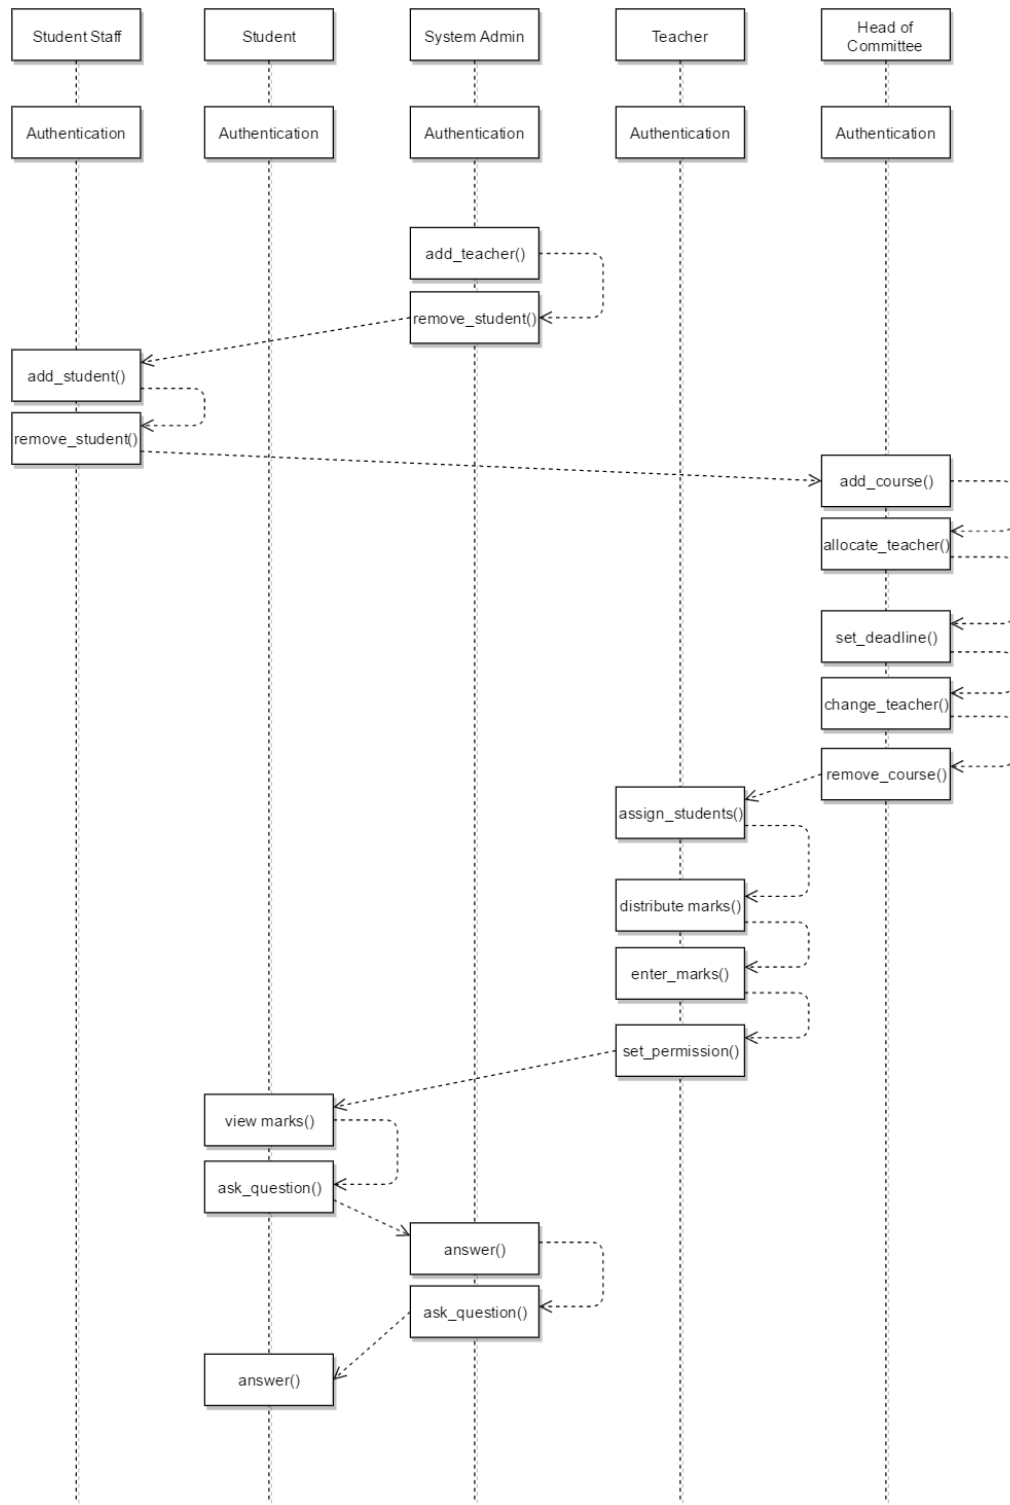 Student Staff
Student
System Admin
Teacher
Head of
Committee
Authentication
Authentication
Authentication
Authentication
Authentication
add_teacher()
remove_student()
add_student()
remove_student()
add_course()
allocate_teacher()
set_deadline()
change_teacher()
remove_course()
assign_students()
distribute marks()
enter_marks()
set_permission()
view marks()
ask_question()
answer()
ask_question()
answer()